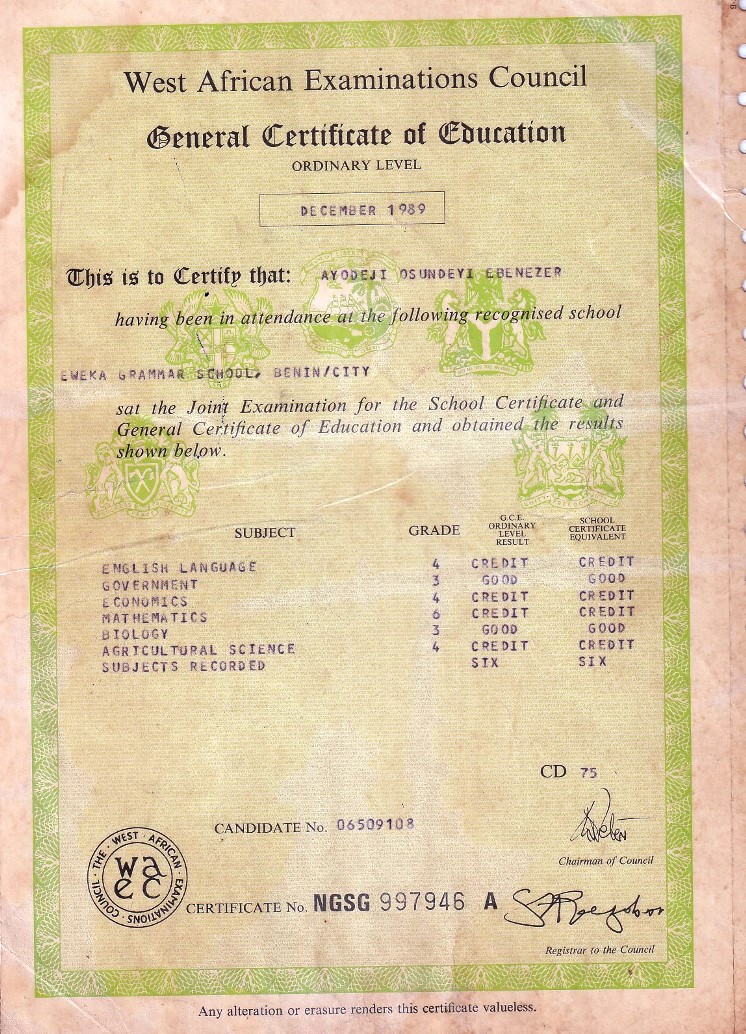 West African Examinations Council
General Certificate of Education
ORDINARY LEVEL
DECEMBER 1989
This is to Certify that: AYODEJI OSUNDEYI EBENEZER
having been in attendance at the following recognised school
EWEKA GRAMMAR SCHOOL, BENIN/CITY
sat the Joint Examination for the School Certificate and
General Certificate of Education and obtained the results
shown below.
SUBJECT GRADE G.C.E. ORDINARY LEVEL RESULT SCHOOL CERTIFICATE EQUIVALENT
ENGLISH LANGUAGE 4 CREDIT CREDIT
GOVERNMENT 3 GOOD GOOD
ECONOMICS 4 CREDIT CREDIT
MATHEMATICS 6 CREDIT CREDIT
BIOLOGY 3 GOOD GOOD
AGRICULTURAL SCIENCE 4 CREDIT CREDIT
SUBJECTS RECORDED SIX SIX
CD 75
CANDIDATE No. 06509108
Chairman of Council
THE · WEST · AFRICAN · EXAMINATIONS · COUNCIL ·
waec
CERTIFICATE No. NGSG 997946 A
Registrar to the Council
Any alteration or erasure renders this certificate valueless.